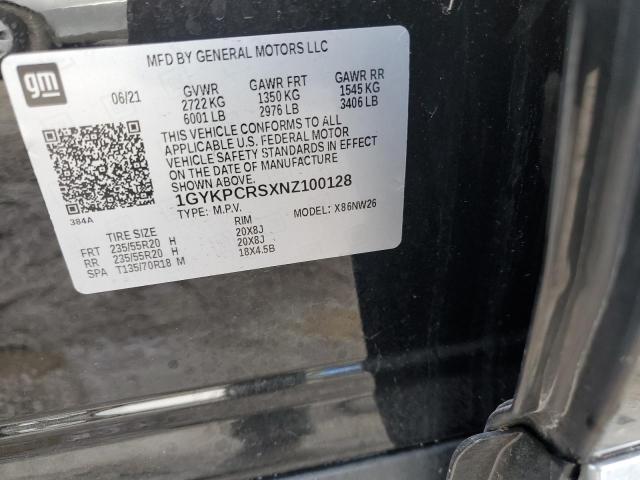 gm
MFD BY GENERAL MOTORS LLC
06/21 GVWR GAWR FRT GAWR RR
2722 KG 1350 KG 1545 KG
6001 LB 2976 LB 3406 LB
THIS VEHICLE CONFORMS TO ALL
APPLICABLE U.S. FEDERAL MOTOR
VEHICLE SAFETY STANDARDS IN EFFECT
ON THE DATE OF MANUFACTURE
SHOWN ABOVE.
1GYKPCRSXNZ100128
384A TYPE: M.P.V. MODEL: X86NW26
TIRE SIZE RIM
FRT 235/55R20 H 20X8J
RR 235/55R20 H 20X8J
SPA T135/70R18 M 18X4.5B